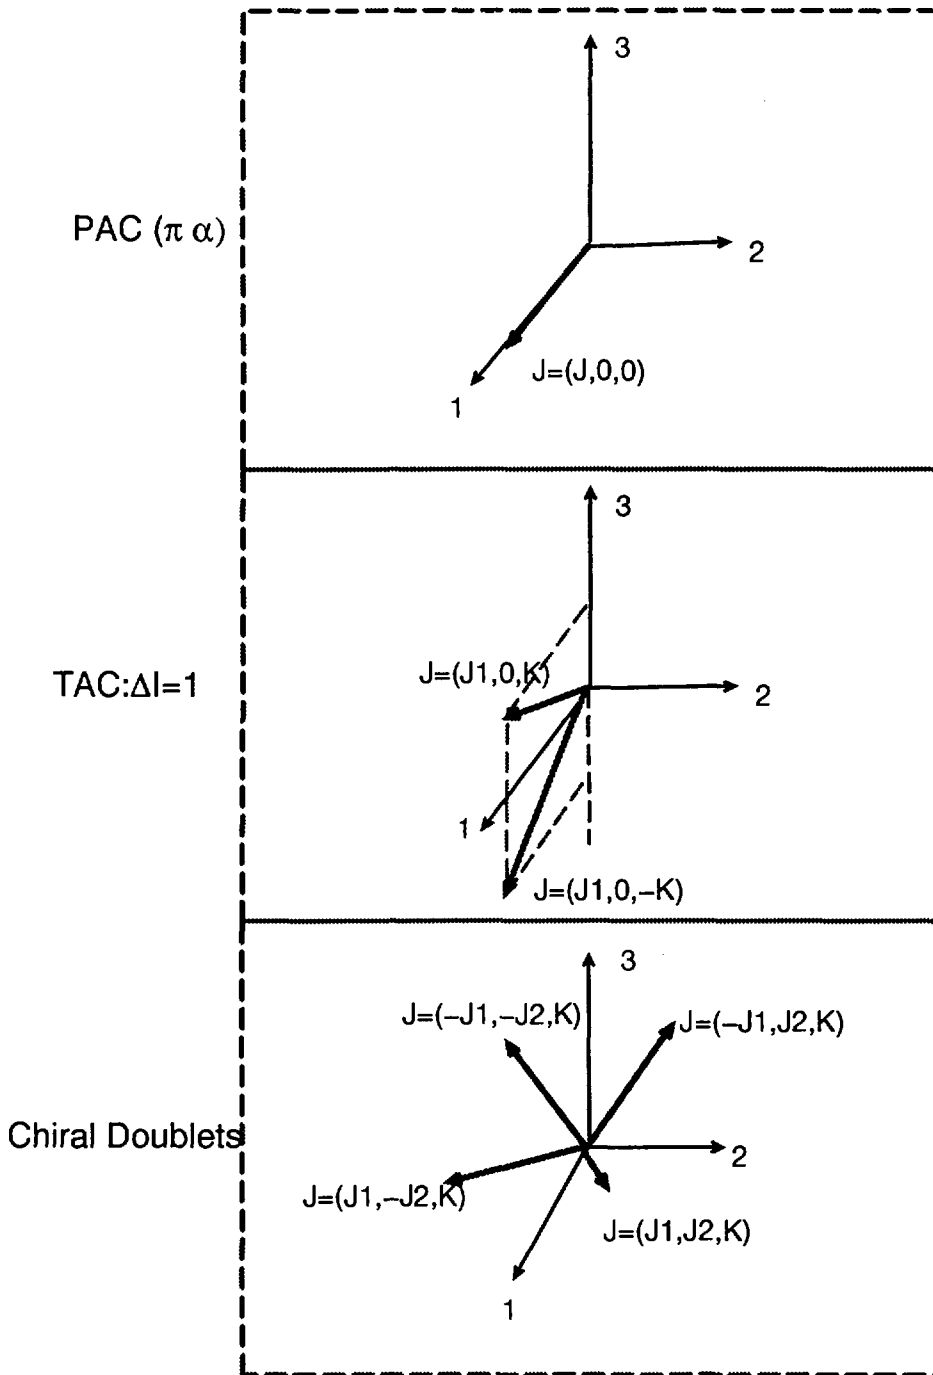 3
PAC (π α)
2
J=(J,0,0)
1
3
J=(J1,0,K)
TAC:ΔI=1
2
1
J=(J1,0,−K)
3
J=(−J1,−J2,K)
J=(−J1,J2,K)
Chiral Doublets
2
J=(J1,−J2,K)
J=(J1,J2,K)
1